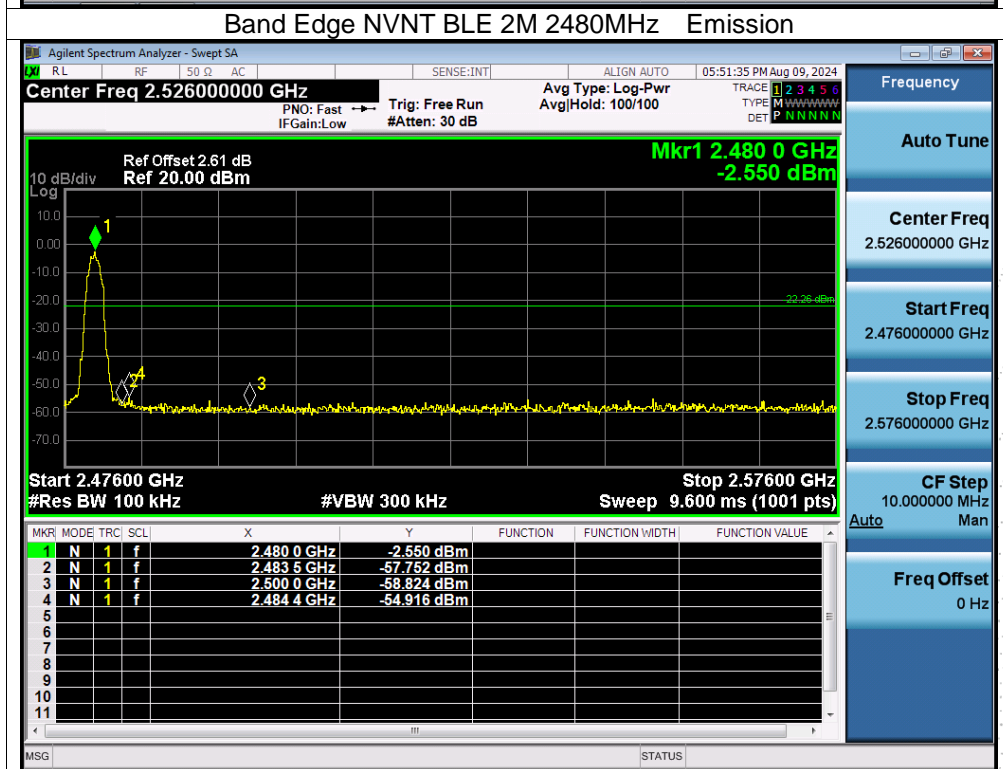 Band Edge NVNT BLE 2M 2480MHz Emission
Agilent Spectrum Analyzer - Swept SA
LXI RL RF 50 Ω AC SENSE:INT ALIGN AUTO 05:51:35 PM Aug 09, 2024
Center Freq 2.526000000 GHz
PNO: Fast
IFGain:Low
Trig: Free Run
#Atten: 30 dB
Avg Type: Log-Pwr
Avg|Hold: 100/100
TRACE 1 2 3 4 5 6
TYPE M WWWWW
DET P N N N N N
Frequency
Auto Tune
Center Freq
2.526000000 GHz
Start Freq
2.476000000 GHz
Stop Freq
2.576000000 GHz
CF Step
10.000000 MHz
Auto Man
Freq Offset
0 Hz
Mkr1 2.480 0 GHz
-2.550 dBm
Ref Offset 2.61 dB
10 dB/div Ref 20.00 dBm
Log
10.0
0.00
-10.0
-20.0
-30.0
-40.0
-50.0
-60.0
-70.0
1
-22.26 dBm
2
4
3
Start 2.47600 GHz Stop 2.57600 GHz
#Res BW 100 kHz #VBW 300 kHz Sweep 9.600 ms (1001 pts)
MKR MODE TRC SCL X Y FUNCTION FUNCTION WIDTH FUNCTION VALUE
1 N 1 f 2.480 0 GHz -2.550 dBm
2 N 1 f 2.483 5 GHz -57.752 dBm
3 N 1 f 2.500 0 GHz -58.824 dBm
4 N 1 f 2.484 4 GHz -54.916 dBm
5
6
7
8
9
10
11
MSG STATUS